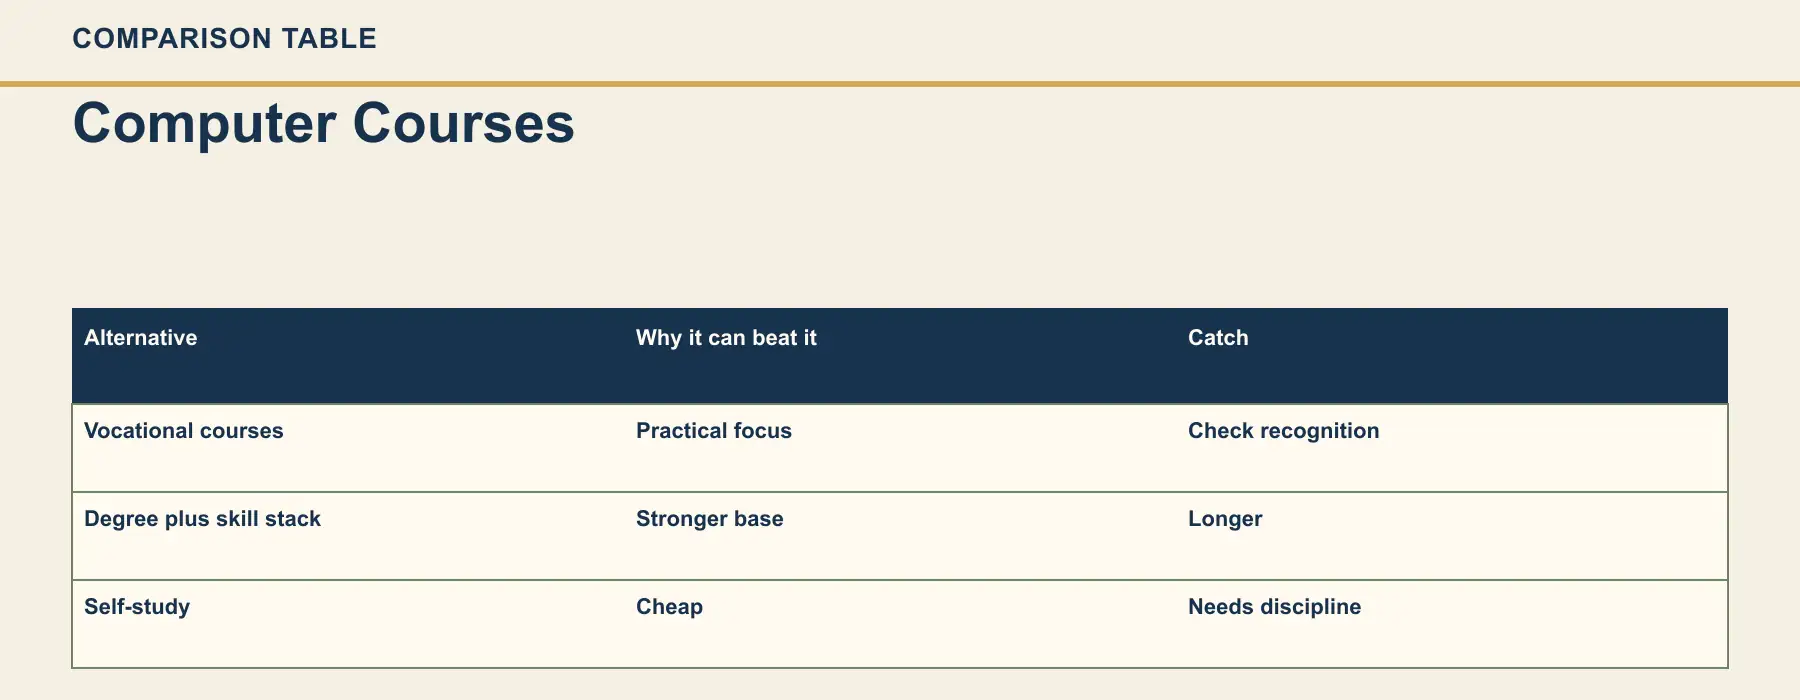 COMPARISON TABLE
Computer Courses
Alternative Why it can beat it Catch
Vocational courses Practical focus Check recognition
Degree plus skill stack Stronger base Longer
Self-study Cheap Needs discipline